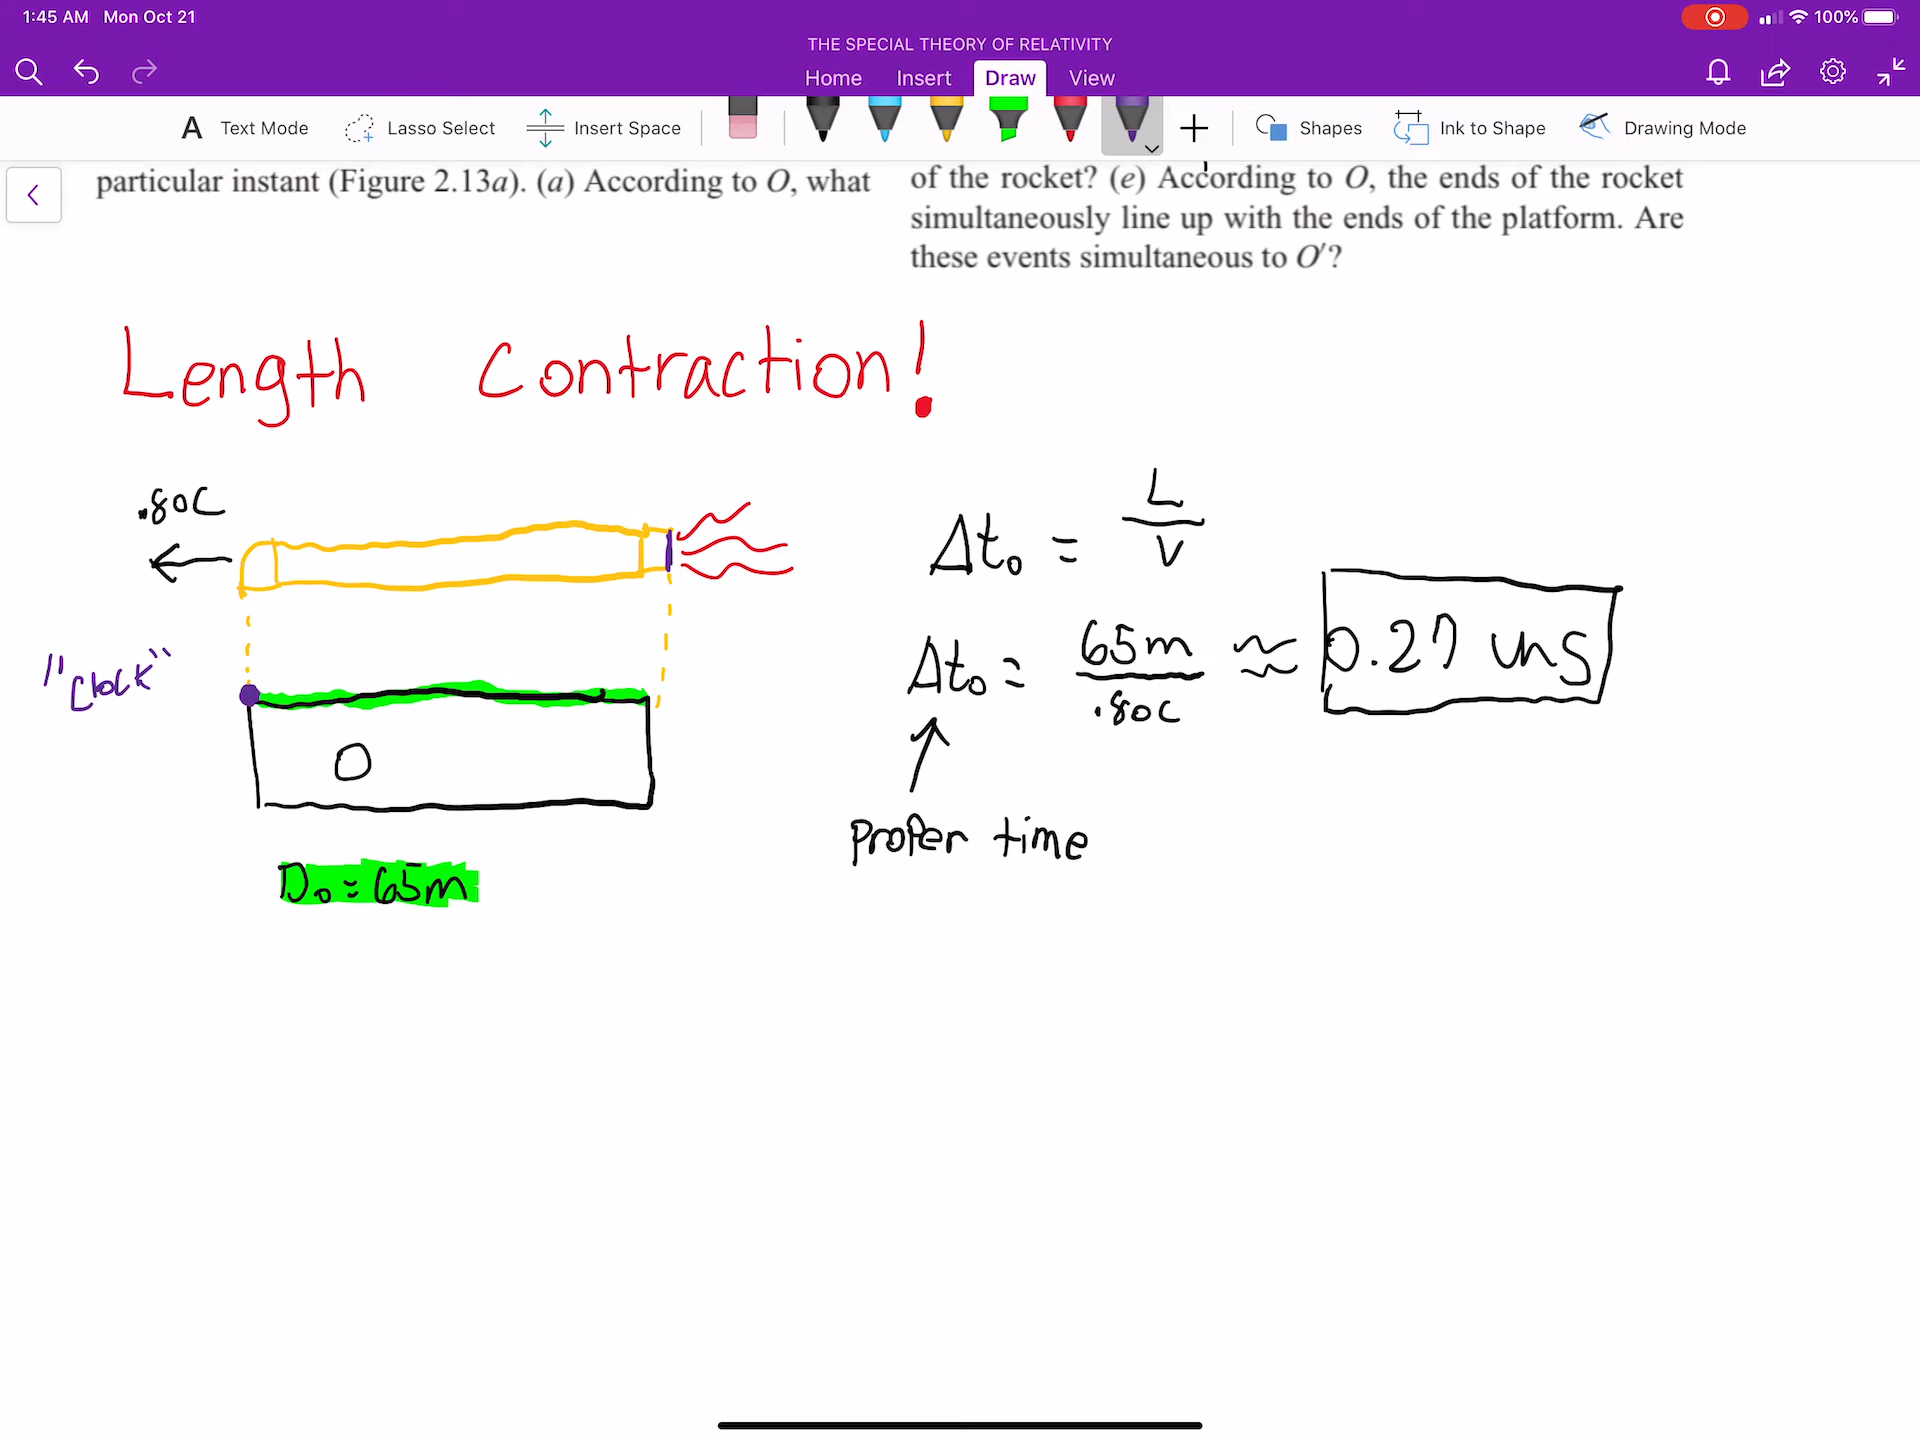 1:45 AM Mon Oct 21
100%
THE SPECIAL THEORY OF RELATIVITY
Home Insert Draw View
A Text Mode Lasso Select Insert Space Shapes Ink to Shape Drawing Mode
particular instant (Figure 2.13a). (a) According to O, what
of the rocket? (e) According to O, the ends of the rocket
simultaneously line up with the ends of the platform. Are
these events simultaneous to O′?
Length Contraction!
.80C
"Clock"
O
D₀ = 65m
Δt₀ = L/V
Δt₀ = 65m/.80C ≈ 0.27 uns
Proper time